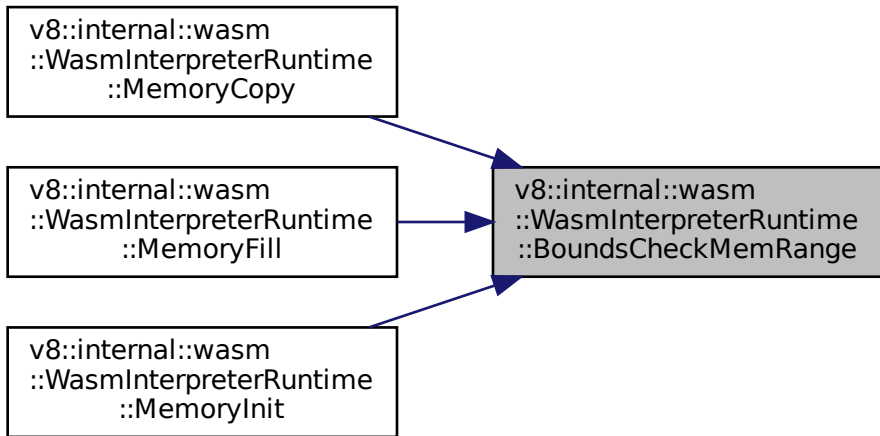 v8::internal::wasm
::WasmInterpreterRuntime
::MemoryCopy
v8::internal::wasm
::WasmInterpreterRuntime
::MemoryFill
v8::internal::wasm
::WasmInterpreterRuntime
::BoundsCheckMemRange
v8::internal::wasm
::WasmInterpreterRuntime
::MemoryInit